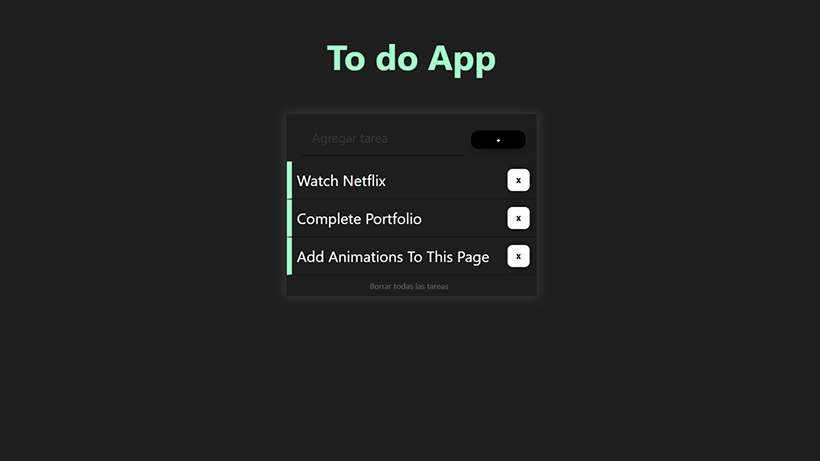 To do App
Agregar tarea
+
Watch Netflix
x
Complete Portfolio
x
Add Animations To This Page
x
Borrar todas las tareas